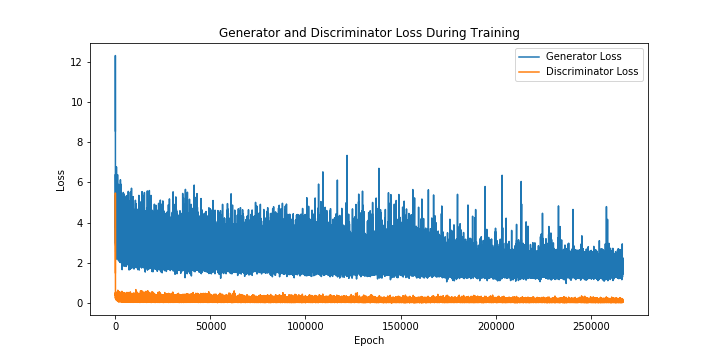 Generator and Discriminator Loss During Training
Generator Loss
Discriminator Loss
12
10
8
6
4
2
0
Loss
0
50000
100000
150000
200000
250000
Epoch